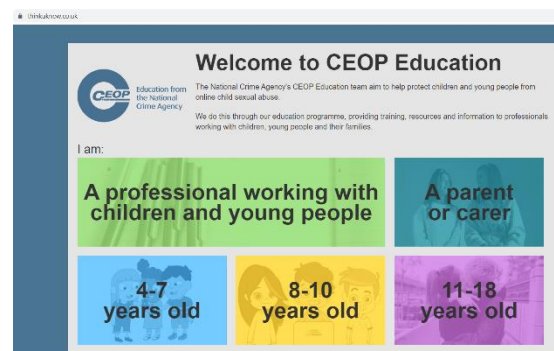 thinkuknow.co.uk
Welcome to CEOP Education
CEOP
Education from
the National
Crime Agency
The National Crime Agency's CEOP Education team aim to help protect children and young people from
online child sexual abuse.
We do this through our education programme, providing training, resources and information to professionals
working with children, young people and their families.
I am:
A professional working with
children and young people
A parent
or carer
4-7
years old
8-10
years old
11-18
years old